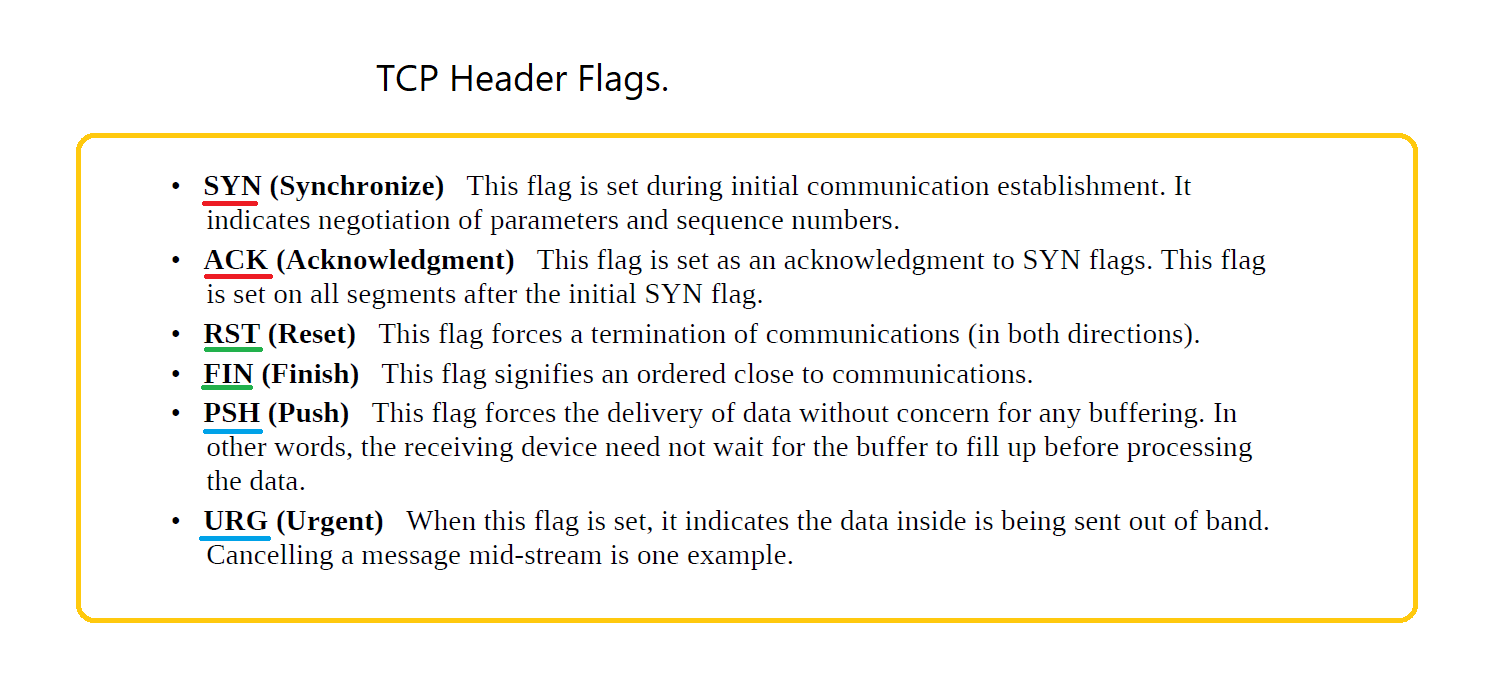 TCP Header Flags.
• SYN (Synchronize) This flag is set during initial communication establishment. It
indicates negotiation of parameters and sequence numbers.
• ACK (Acknowledgment) This flag is set as an acknowledgment to SYN flags. This flag
is set on all segments after the initial SYN flag.
• RST (Reset) This flag forces a termination of communications (in both directions).
• FIN (Finish) This flag signifies an ordered close to communications.
• PSH (Push) This flag forces the delivery of data without concern for any buffering. In
other words, the receiving device need not wait for the buffer to fill up before processing
the data.
• URG (Urgent) When this flag is set, it indicates the data inside is being sent out of band.
Cancelling a message mid-stream is one example.